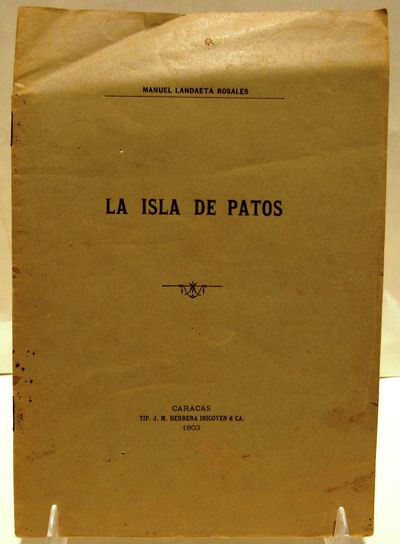 MANUEL LANDAETA ROSALES
LA ISLA DE PATOS
CARACAS
TIP. J. M. HERRERA IRIGOYEN & CA.
1903